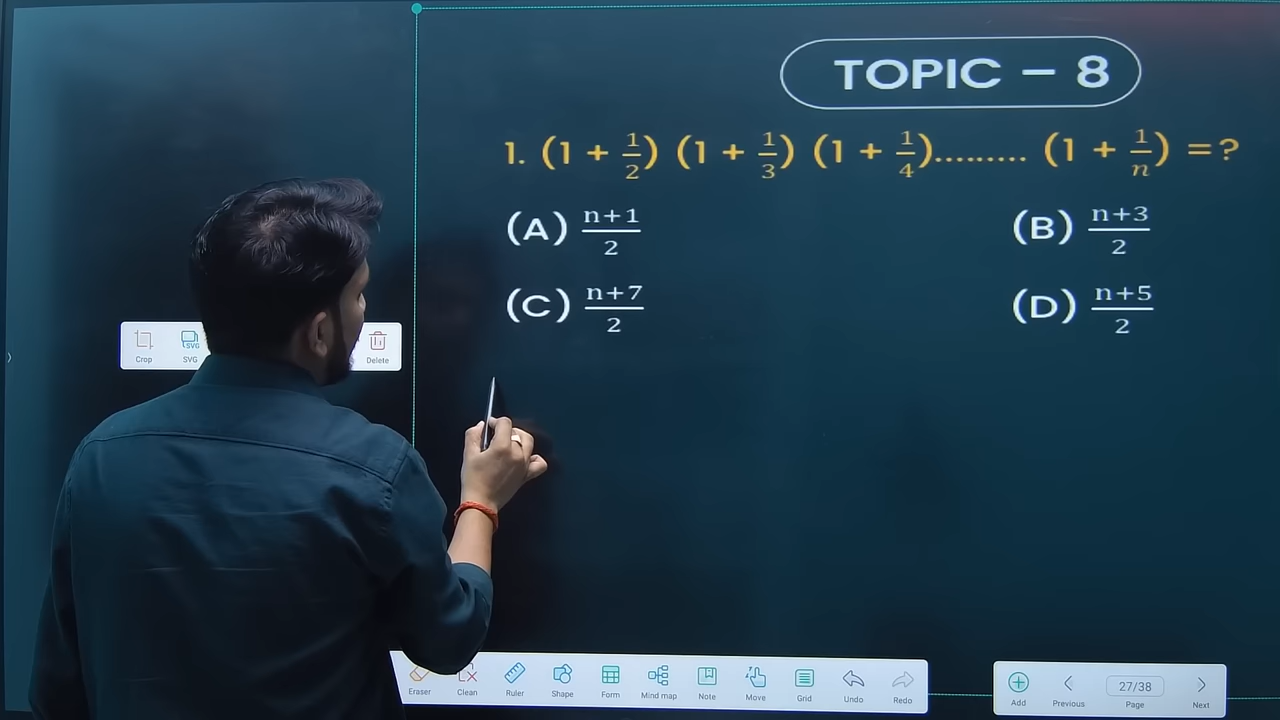 TOPIC – 8
1. (1 + 1/2) (1 + 1/3) (1 + 1/4)......... (1 + 1/n) = ?
(A) n+1/2 (B) n+3/2
(C) n+7/2 (D) n+5/2
Crop SVG Delete
Eraser Clean Ruler Shape Form Mind map Note Move Grid Undo Redo
Add Previous 27/38 Page Next